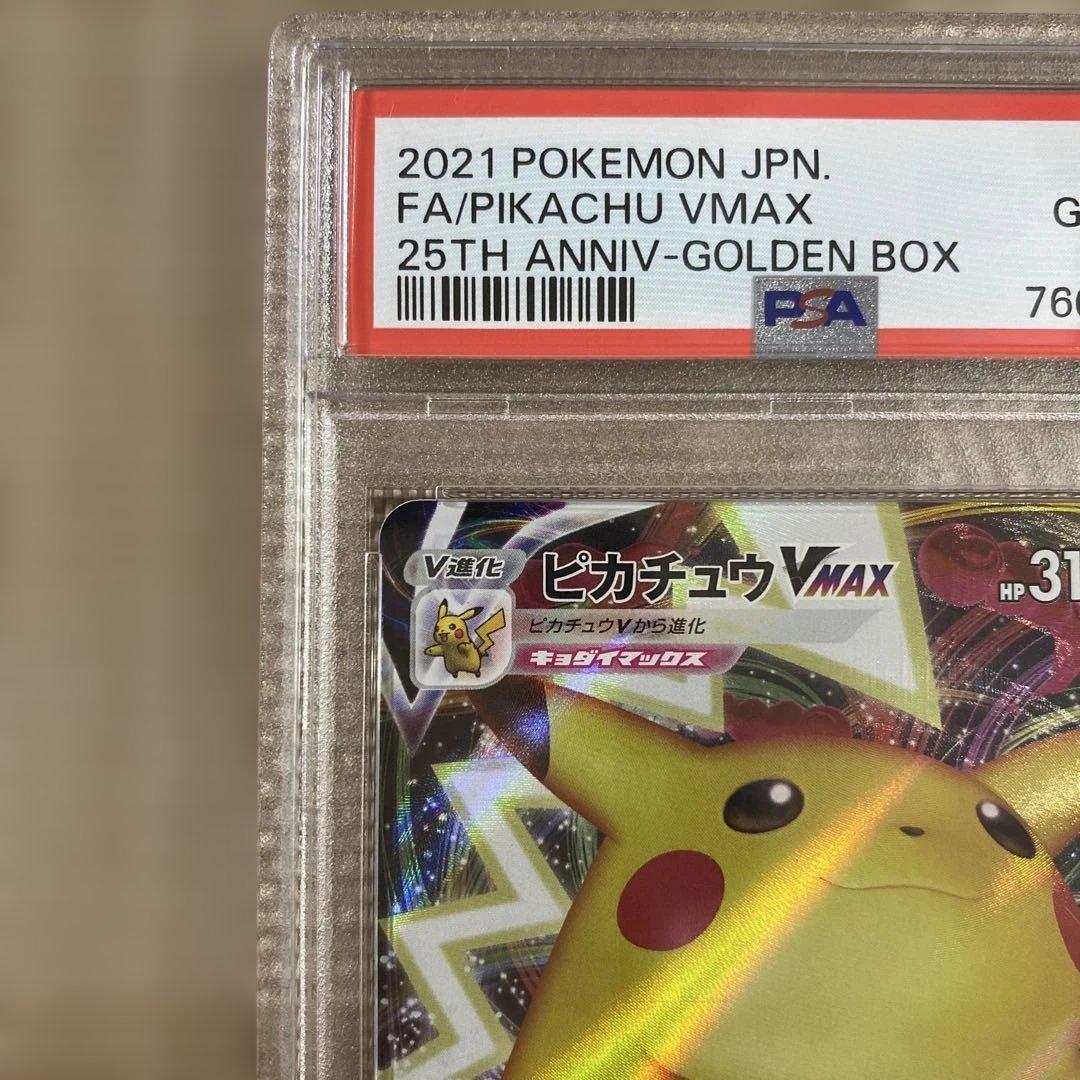 2021 POKEMON JPN.
FA/PIKACHU VMAX
25TH ANNIV-GOLDEN BOX
PSA
V進化
ピカチュウVMAX
HP
ピカチュウVから進化
キョダイマックス